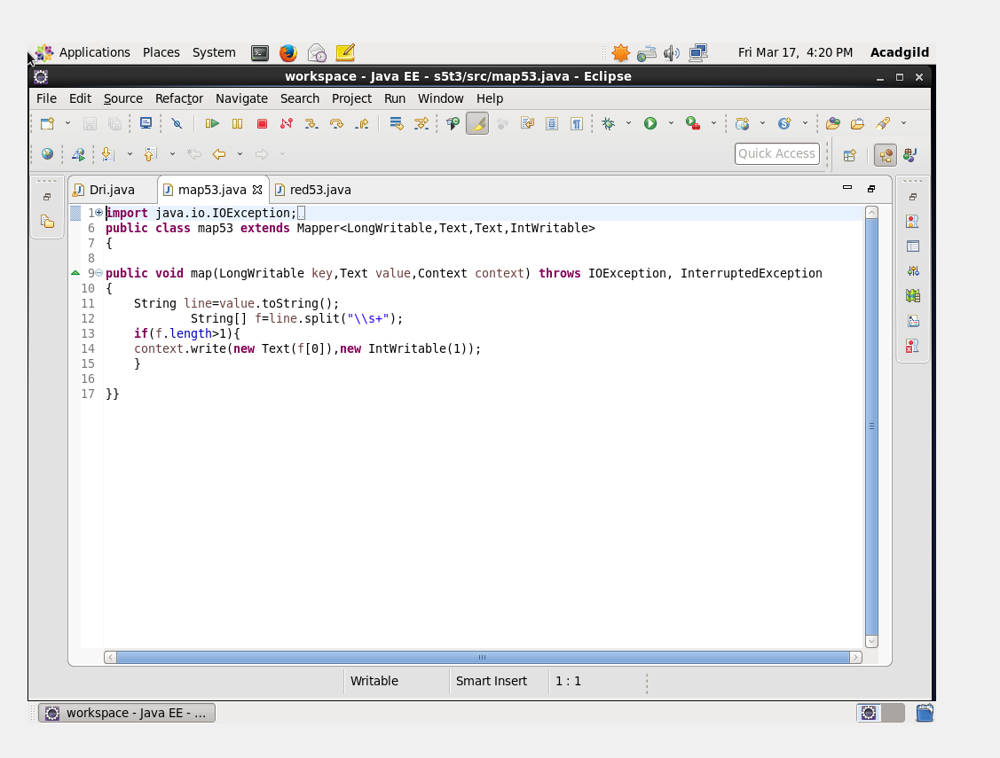 Applications Places System Fri Mar 17, 4:20 PM Acadgild
workspace - Java EE - s5t3/src/map53.java - Eclipse
File Edit Source Refactor Navigate Search Project Run Window Help
Quick Access
Dri.java map53.java red53.java
1 import java.io.IOException;
6 public class map53 extends Mapper<LongWritable,Text,Text,IntWritable>
7 {
8
9 public void map(LongWritable key,Text value,Context context) throws IOException, InterruptedException
10 {
11 String line=value.toString();
12 String[] f=line.split("\\s+");
13 if(f.length>1){
14 context.write(new Text(f[0]),new IntWritable(1));
15 }
16
17 }}
Writable Smart Insert 1 : 1
workspace - Java EE - ...